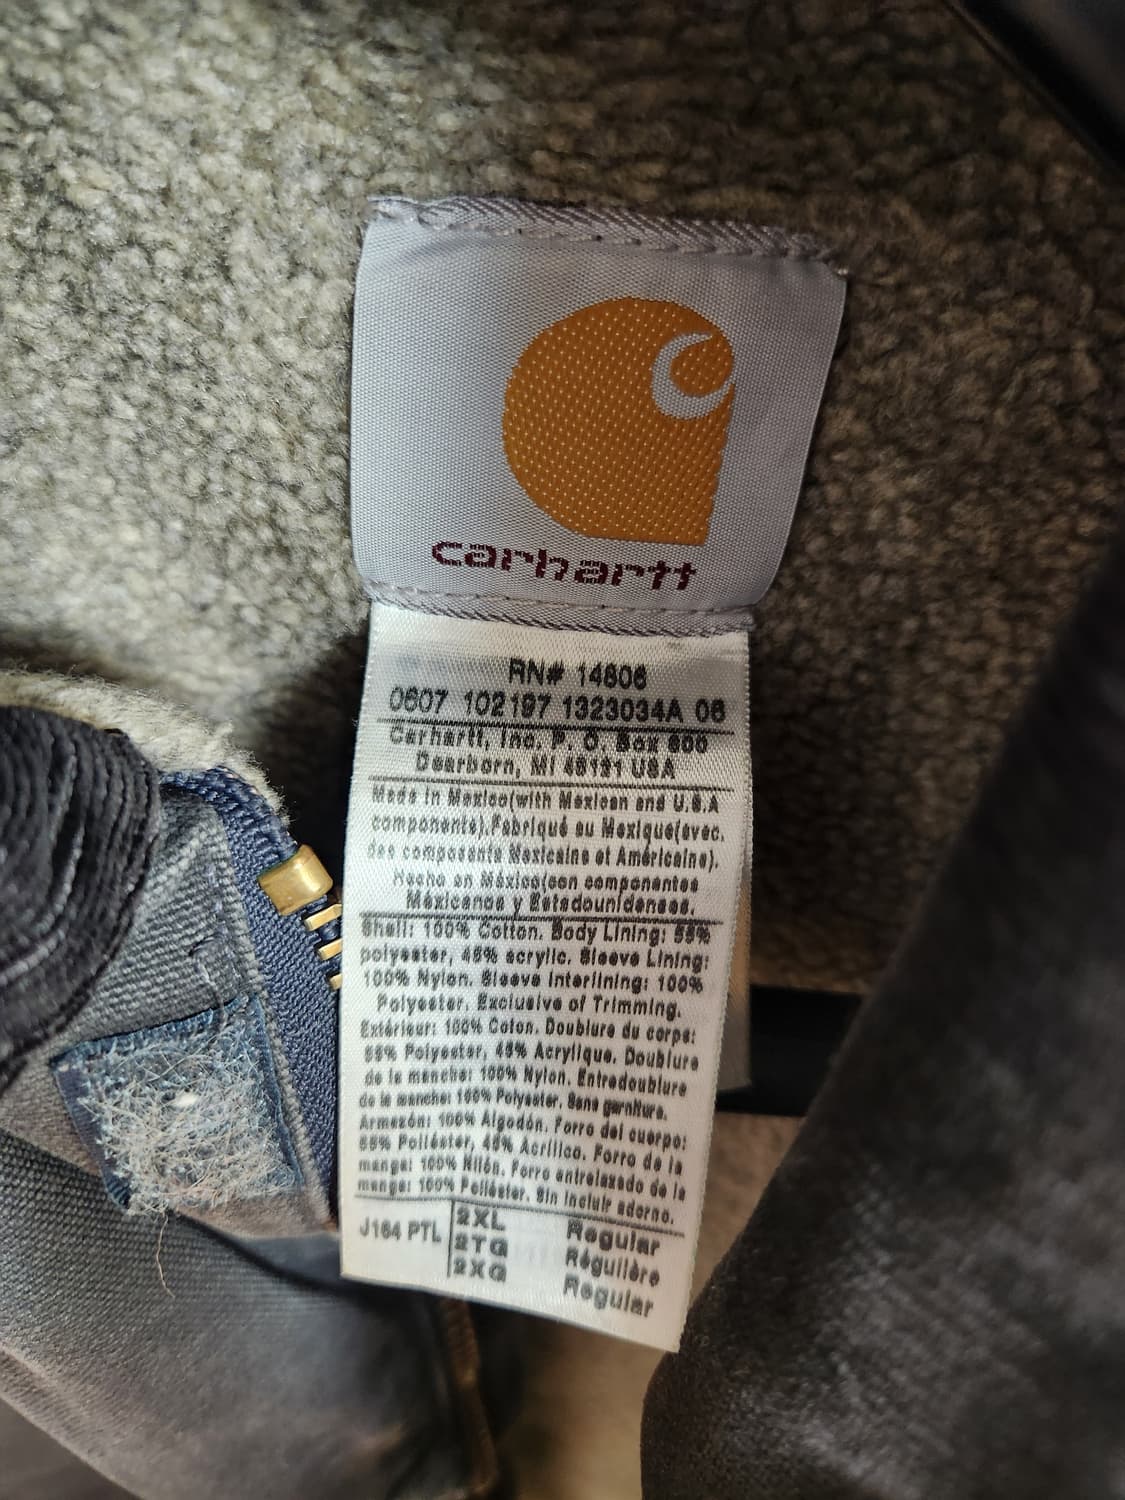 carhartt
RN# 14806
0607 102197 1323034A 06
Carhartt, Inc. P. O. Box 600
Dearborn, MI 48121 USA
Made in Mexico(with Mexican and U.S.A
components).Fabriqué au Mexique(avec.
des composants Mexicains et Américains).
Hecho en México(con componentes
Mexicanos y Estadounidenses.
Shell: 100% Cotton. Body Lining: 55%
polyester, 45% acrylic. Sleeve Lining:
100% Nylon. Sleeve Interlining: 100%
Polyester. Exclusive of Trimming.
Extérieur: 100% Coton. Doublure du corps:
55% Polyester, 45% Acrylique. Doublure
de la manche: 100% Nylon. Entredoublure
de la manche: 100% Polyester. Sans garniture.
Armazón: 100% Algodón. Forro del cuerpo:
55% Poliéster, 45% Acrílico. Forro de la
manga: 100% Nilón. Forro entrelazado de la
manga: 100% Poliéster. Sin incluir adorno.
J164 PTL 2XL Regular
2TG Régulière
2XG Regular